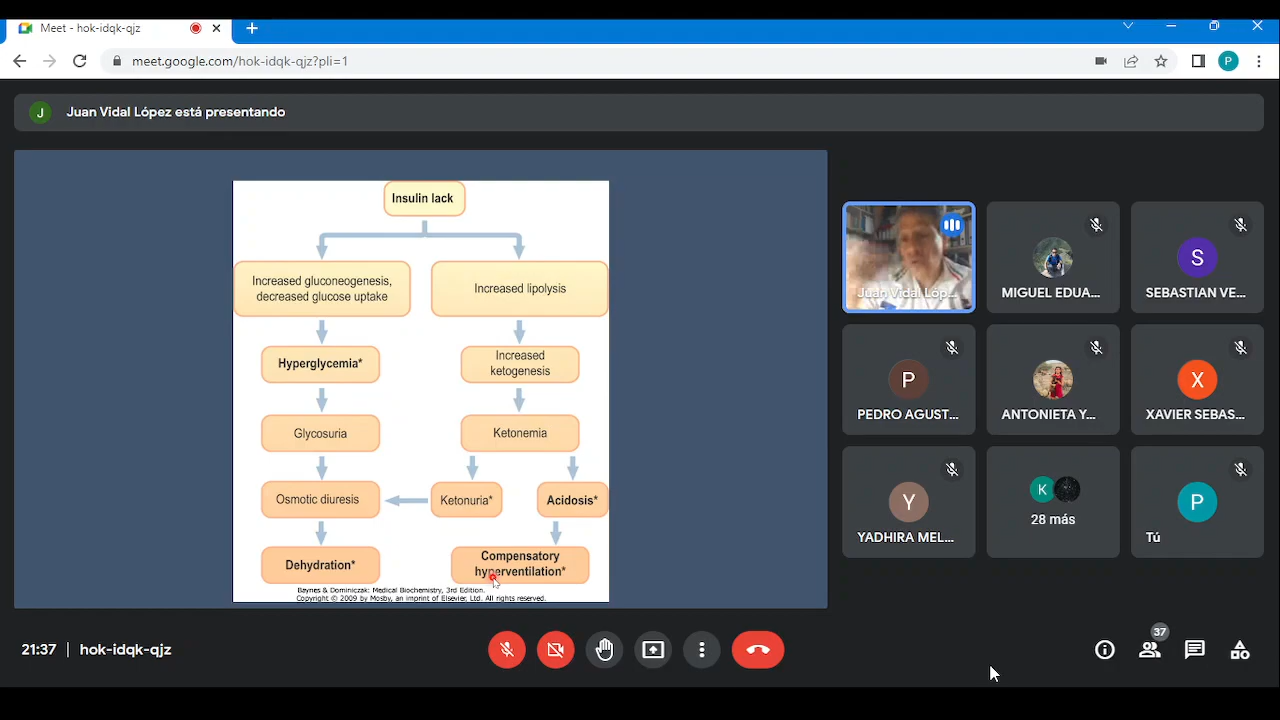 Meet - hok-idqk-qjz
meet.google.com/hok-idqk-qjz?pli=1
P
J
Juan Vidal López está presentando
Insulin lack
Increased gluconeogenesis,
decreased glucose uptake
Increased lipolysis
Hyperglycemia*
Increased
ketogenesis
Glycosuria
Ketonemia
Osmotic diuresis
Ketonuria*
Acidosis*
Dehydration*
Compensatory
hyperventilation*
Baynes & Dominiczak: Medical Biochemistry, 3rd Edition.
Copyright © 2009 by Mosby, an imprint of Elsevier, Ltd. All rights reserved.
Juan Vidal Lóp...
MIGUEL EDUA...
S
SEBASTIAN VE...
P
PEDRO AGUST...
ANTONIETA Y...
X
XAVIER SEBAS...
Y
YADHIRA MEL...
K
28 más
P
Tú
21:37 | hok-idqk-qjz
37